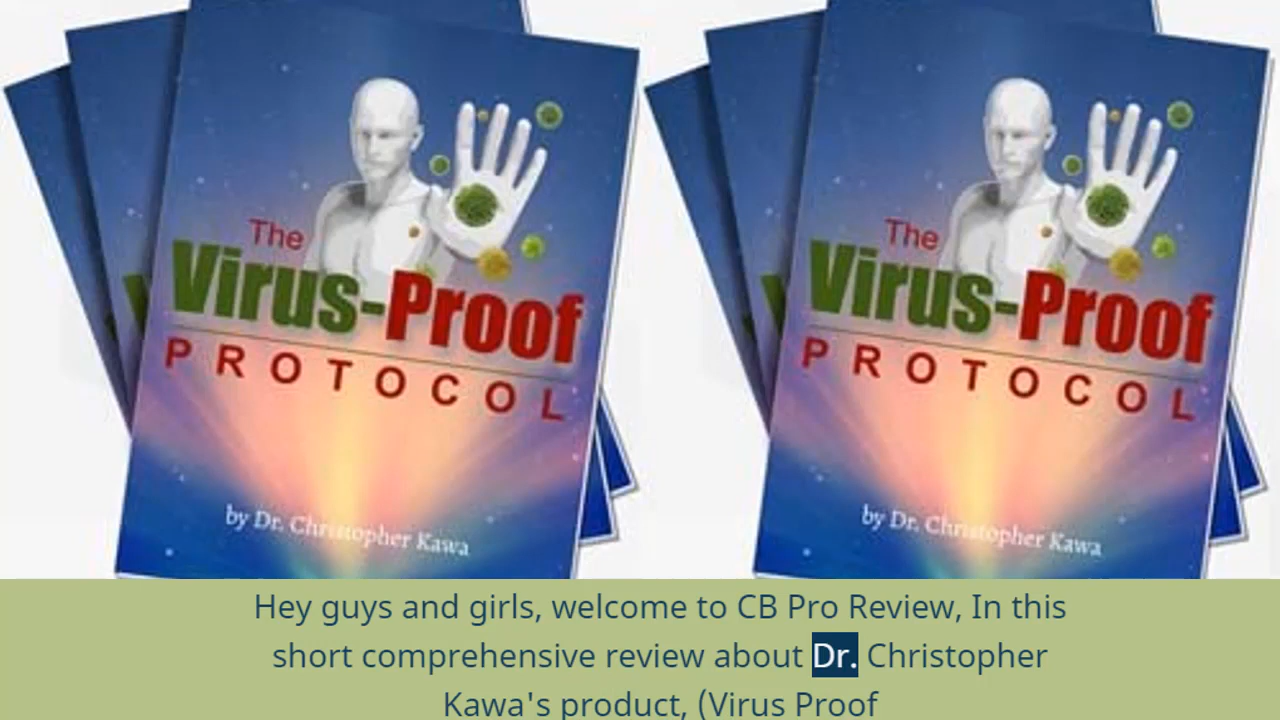 The
Virus-Proof
PROTOCOL
by Dr. Christopher Kawa
The
Virus-Proof
PROTOCOL
by Dr. Christopher Kawa
Hey guys and girls, welcome to CB Pro Review, In this
short comprehensive review about Dr. Christopher
Kawa's product, (Virus Proof